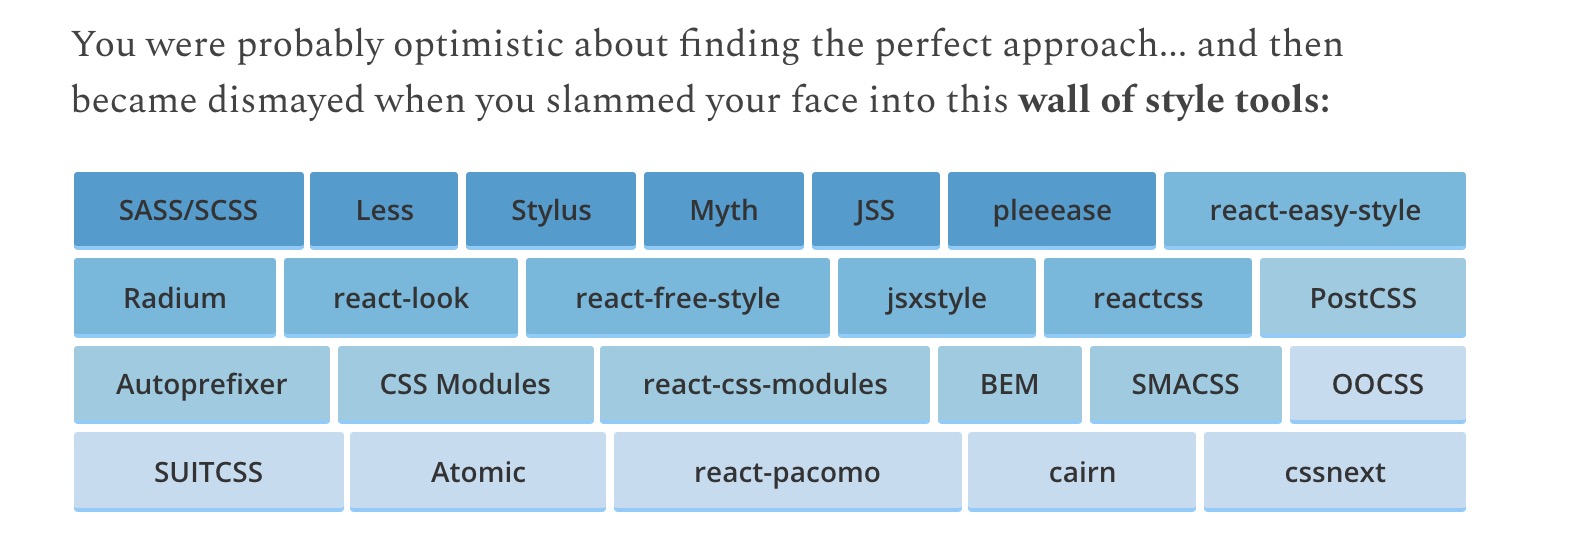 You were probably optimistic about finding the perfect approach... and then
became dismayed when you slammed your face into this wall of style tools:
SASS/SCSS Less Stylus Myth JSS pleeease react-easy-style
Radium react-look react-free-style jsxstyle reactcss PostCSS
Autoprefixer CSS Modules react-css-modules BEM SMACSS OOCSS
SUITCSS Atomic react-pacomo cairn cssnext